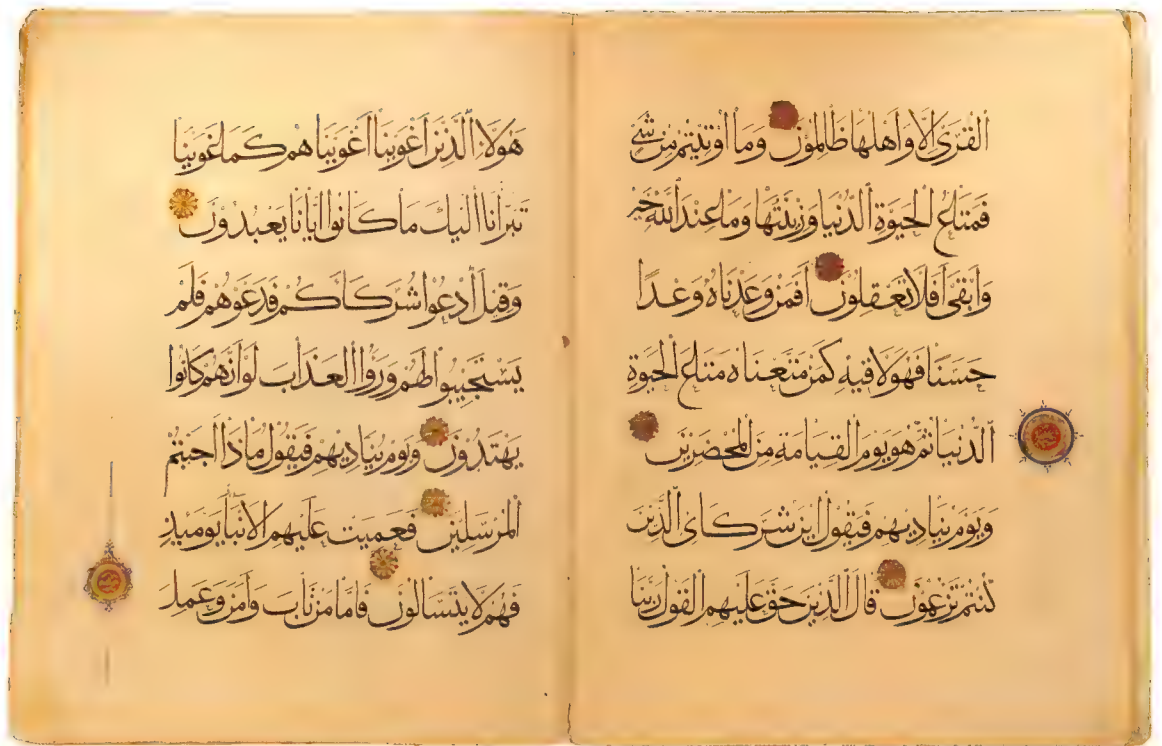 القرى الا واهلها ظالمون وما اوتيتم من شي
فمتاع الحيوة الدنيا وزينتها وما عند الله خير
وابقى افلا تعقلون افمن وعدناه وعدا
حسنا فهو لاقيه كمن متعناه متاع الحيوة
الدنيا ثم هو يوم القيامة من المحضرين
ويوم يناديهم فيقول اين شركاى الذين
كنتم تزعمون قال الذين حق عليهم القول ربنا
هولا الذين اغوينا اغويناهم كما غوينا
تبرانا اليك ما كانوا ايانا يعبدون
وقيل ادعوا شركاكم فدعوهم فلم
يستجيبوا لهم وراوا العذاب لو انهم كانوا
يهتدون ويوم يناديهم فيقول ماذا اجبتم
المرسلين فعميت عليهم الانبا يوميذ
فهم لا يتسالون فاما من تاب وامن وعمل